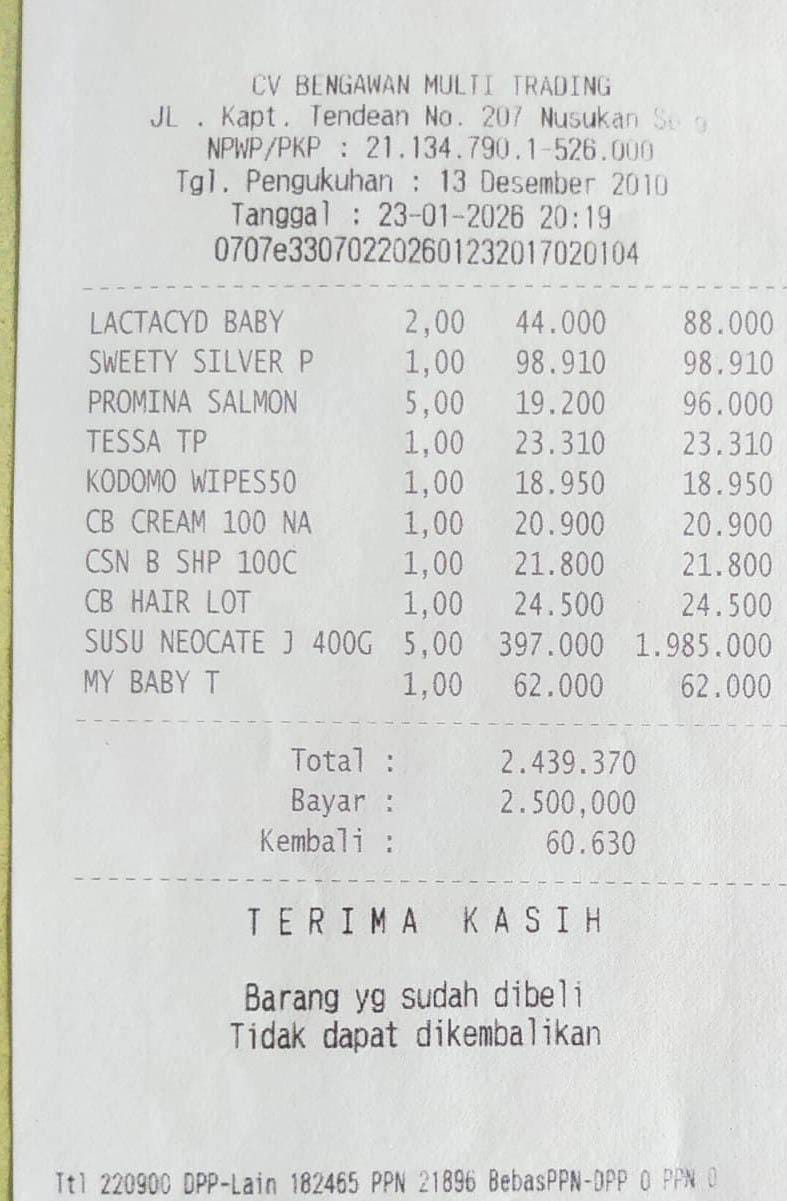 CV BENGAWAN MULTI TRADING
JL . Kapt. Tendean No. 207 Nusukan
NPWP/PKP : 21.134.790.1-526.000
Tgl. Pengukuhan : 13 Desember 2010
Tanggal : 23-01-2026 20:19
0707e330702202601232017020104
LACTACYD BABY 2,00 44.000 88.000
SWEETY SILVER P 1,00 98.910 98.910
PROMINA SALMON 5,00 19.200 96.000
TESSA TP 1,00 23.310 23.310
KODOMO WIPES50 1,00 18.950 18.950
CB CREAM 100 NA 1,00 20.900 20.900
CSN B SHP 100C 1,00 21.800 21.800
CB HAIR LOT 1,00 24.500 24.500
SUSU NEOCATE J 400G 5,00 397.000 1.985.000
MY BABY T 1,00 62.000 62.000
Total : 2.439.370
Bayar : 2.500,000
Kembali : 60.630
TERIMA KASIH
Barang yg sudah dibeli
Tidak dapat dikembalikan
Ttl 220900 DPP-Lain 182465 PPN 21896 BebasPPN-DPP 0 PPN 0